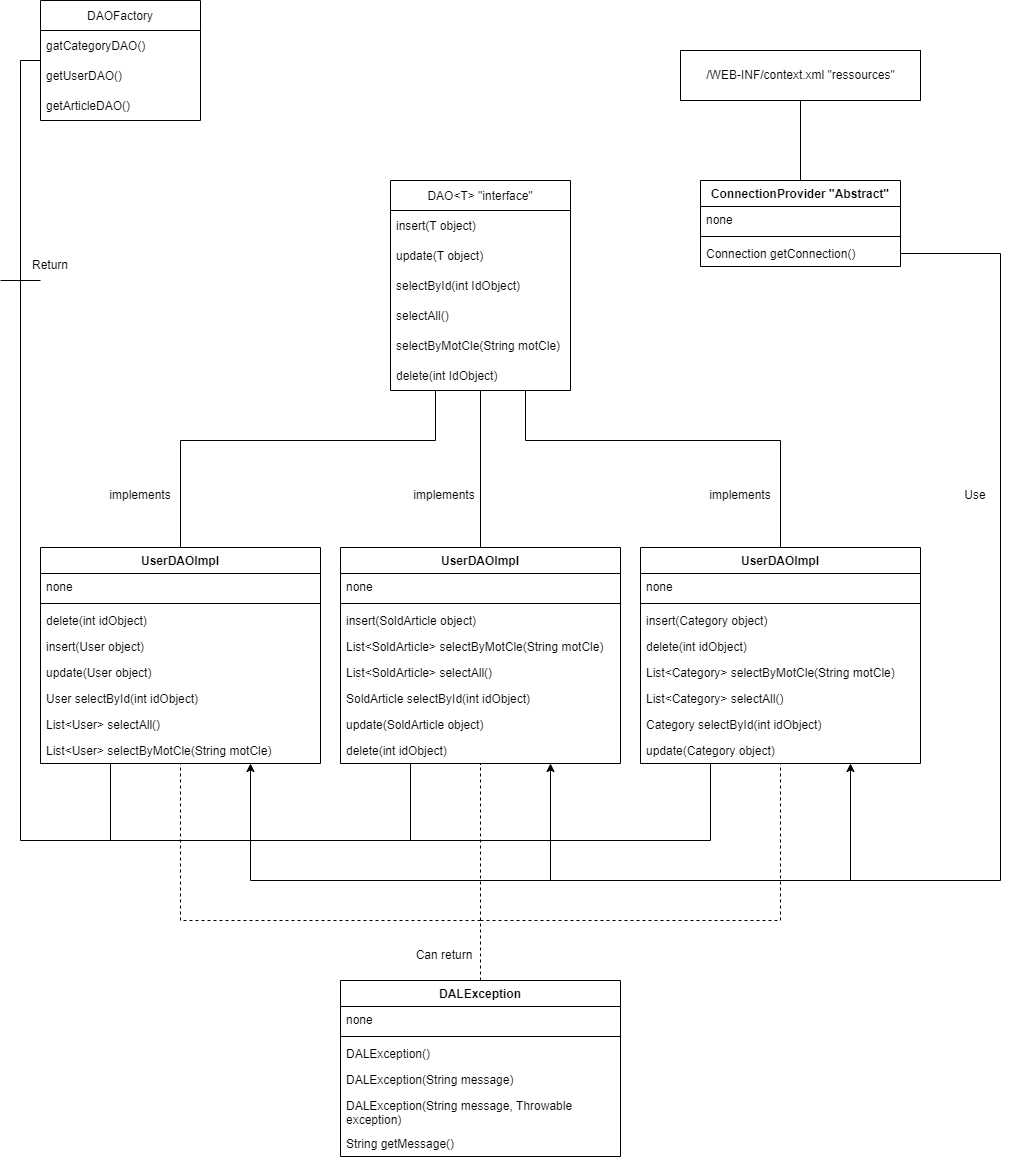 DAOFactory
gatCategoryDAO()
getUserDAO()
getArticleDAO()
/WEB-INF/context.xml "ressources"
DAO<T> "interface"
insert(T object)
update(T object)
selectById(int IdObject)
selectAll()
selectByMotCle(String motCle)
delete(int IdObject)
ConnectionProvider "Abstract"
none
Connection getConnection()
Return
implements
implements
implements
Use
UserDAOImpl
none
delete(int idObject)
insert(User object)
update(User object)
User selectById(int idObject)
List<User> selectAll()
List<User> selectByMotCle(String motCle)
UserDAOImpl
none
insert(SoldArticle object)
List<SoldArticle> selectByMotCle(String motCle)
List<SoldArticle> selectAll()
SoldArticle selectById(int idObject)
update(SoldArticle object)
delete(int idObject)
UserDAOImpl
none
insert(Category object)
delete(int idObject)
List<Category> selectByMotCle(String motCle)
List<Category> selectAll()
Category selectById(int idObject)
update(Category object)
Can return
DALException
none
DALException()
DALException(String message)
DALException(String message, Throwable
exception)
String getMessage()